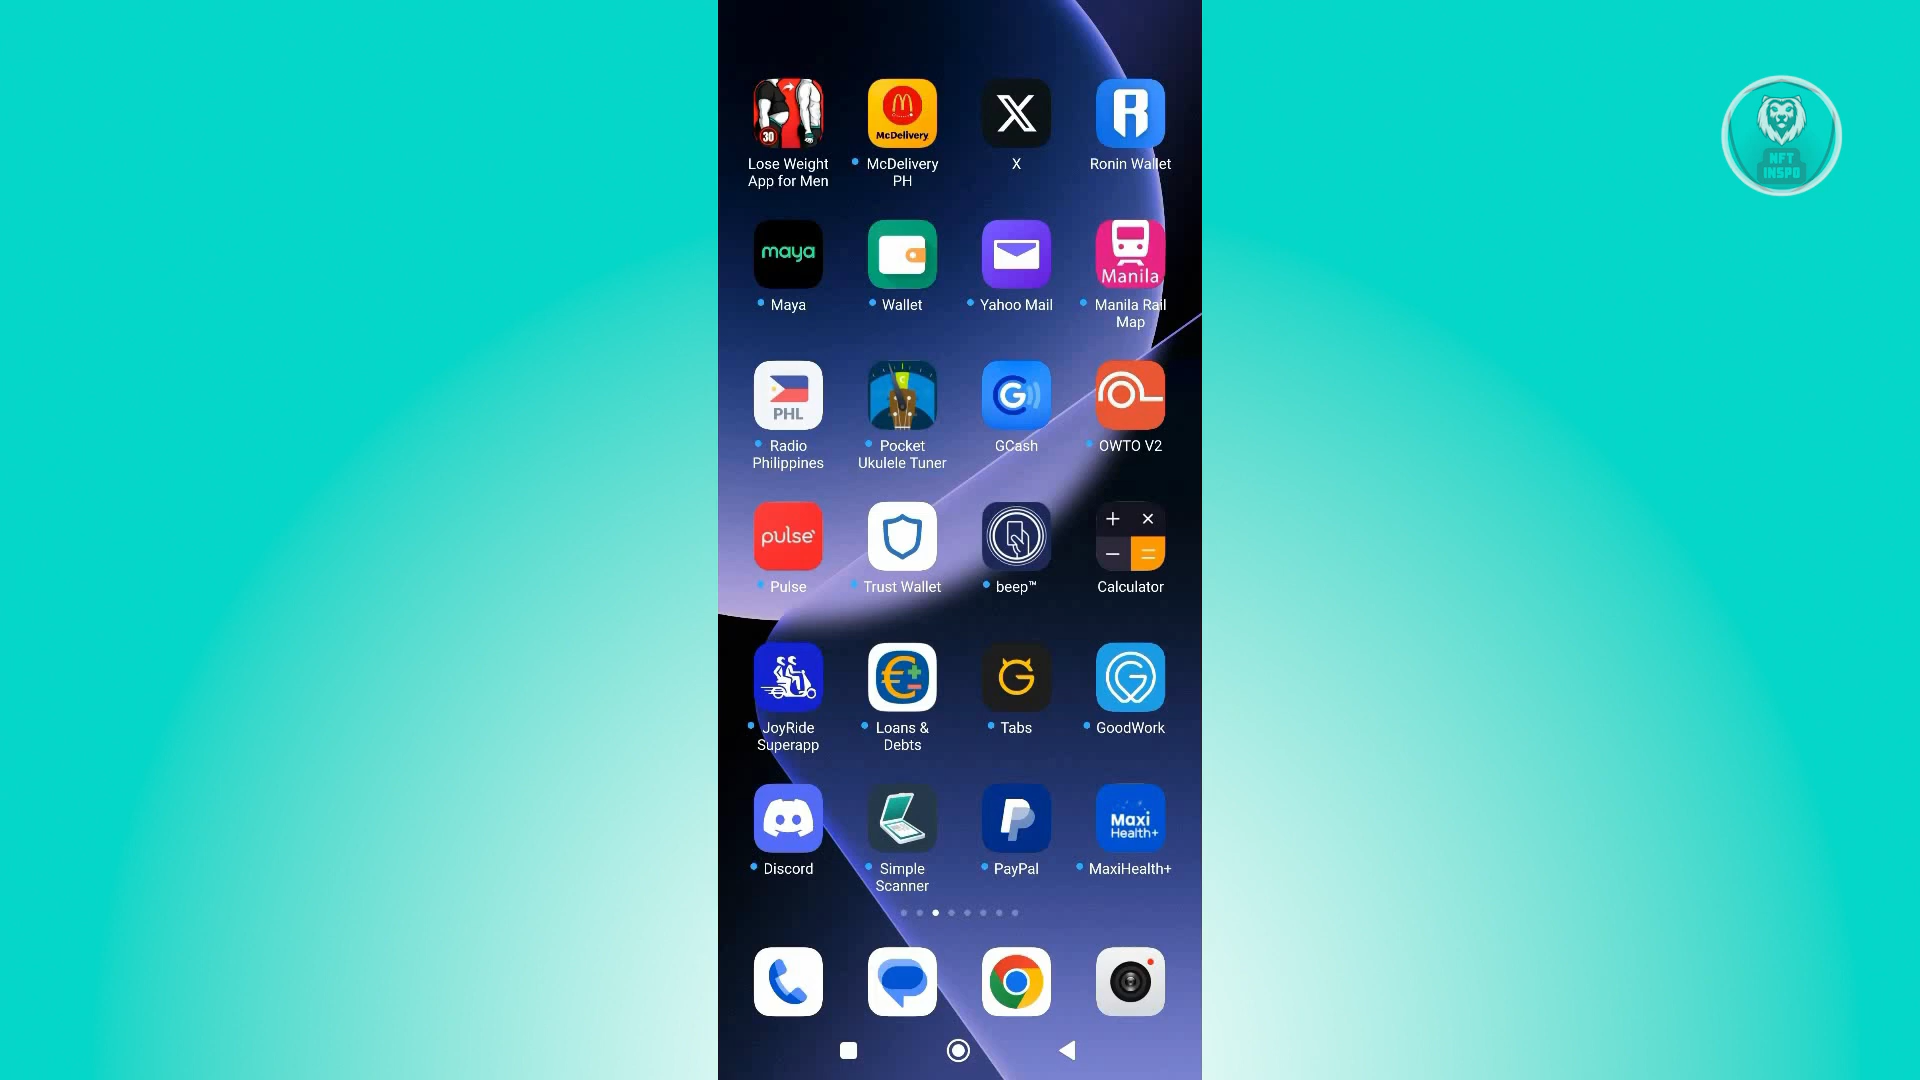 30
McDelivery
Lose Weight
App for Men
McDelivery
PH
X
Ronin Wallet
NFT
INSPO
maya
Manila
Maya
Wallet
Yahoo Mail
Manila Rail
Map
PHL
C
G
Radio
Philippines
Pocket
Ukulele Tuner
GCash
OWTO V2
pulse
Pulse
Trust Wallet
beep™
Calculator
JoyRide
Superapp
Loans &
Debts
Tabs
GoodWork
Maxi
Health+
Discord
Simple
Scanner
PayPal
MaxiHealth+